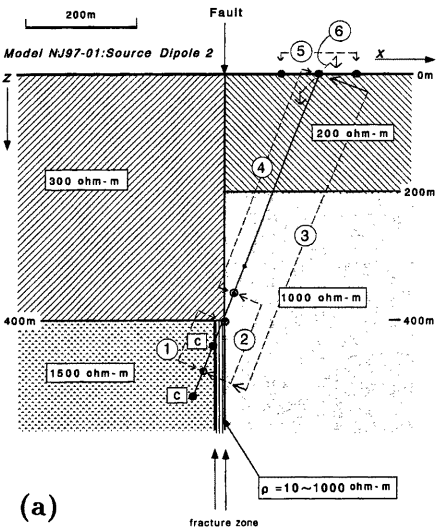 200m
Fault
Model NJ97-01:Source Dipole 2
5
6
X
0m
Z
200 ohm-m
300 ohm-m
4
200m
3
1000 ohm-m
400m
400m
1
C
2
1500 ohm-m
C
ρ =10~1000 ohm-m
(a)
fracture zone